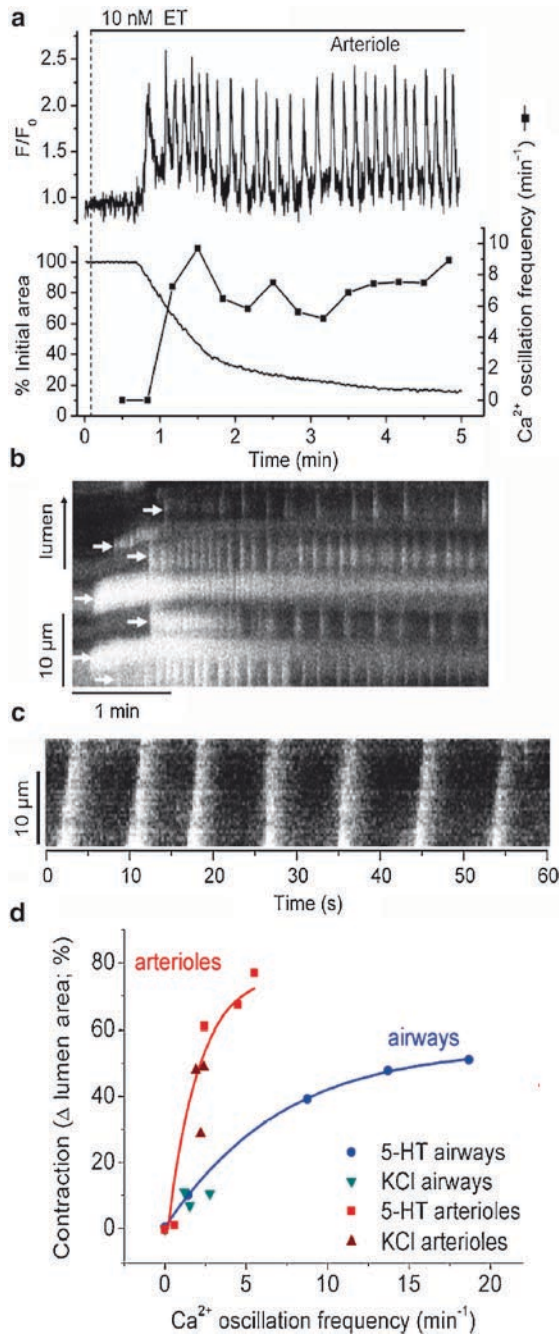 a
10 nM ET
Arteriole
F/F₀
2.5
2.0
1.5
1.0
% Initial area
100
80
60
40
20
0
Ca²⁺ oscillation frequency (min⁻¹)
10
8
6
4
2
0
0 1 2 3 4 5
Time (min)
b
lumen
10 µm
1 min
c
10 µm
0 10 20 30 40 50 60
Time (s)
d
Contraction (Δ lumen area; %)
80
60
40
20
0
arterioles
airways
5-HT airways
KCl airways
5-HT arterioles
KCl arterioles
0 5 10 15 20
Ca²⁺ oscillation frequency (min⁻¹)